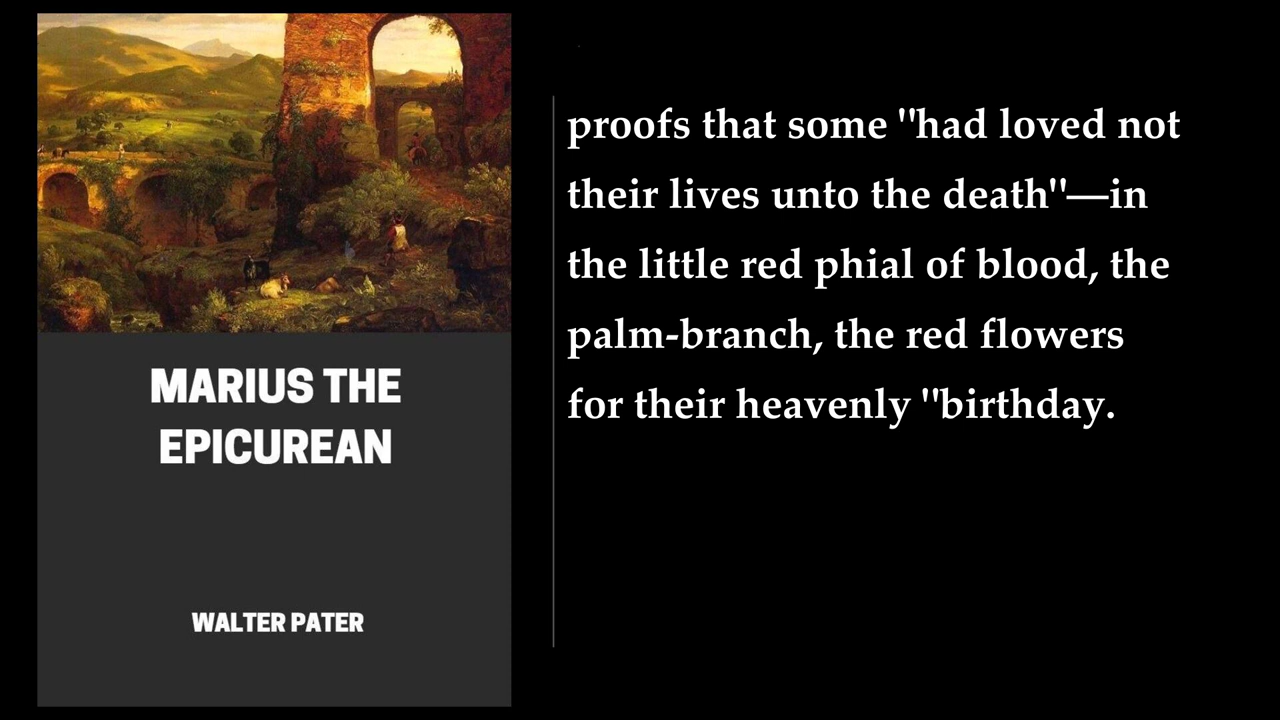 MARIUS THE
EPICUREAN
WALTER PATER
proofs that some "had loved not
their lives unto the death"—in
the little red phial of blood, the
palm-branch, the red flowers
for their heavenly "birthday.